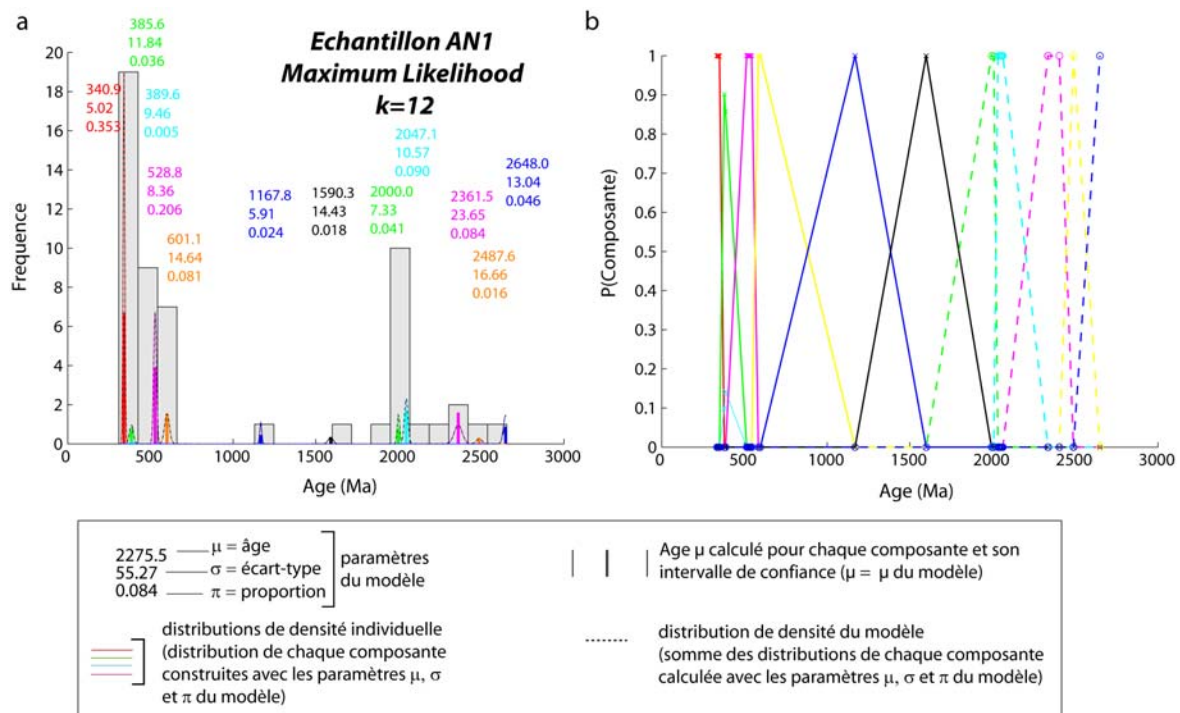 a
Echantillon AN1
Maximum Likelihood
k=12
Frequence
20
18
16
14
12
10
8
6
4
2
0
340.9
5.02
0.353
385.6
11.84
0.036
389.6
9.46
0.005
528.8
8.36
0.206
601.1
14.64
0.081
1167.8
5.91
0.024
1590.3
14.43
0.018
2000.0
7.33
0.041
2047.1
10.57
0.090
2361.5
23.65
0.084
2487.6
16.66
0.016
2648.0
13.04
0.046
0 500 1000 1500 2000 2500 3000
Age (Ma)
b
P(Composante)
1
0.9
0.8
0.7
0.6
0.5
0.4
0.3
0.2
0.1
0
0 500 1000 1500 2000 2500 3000
Age (Ma)
2275.5 μ = âge
55.27 σ = écart-type
0.084 π = proportion
paramètres
du modèle
Age μ calculé pour chaque composante et son
intervalle de confiance (μ = μ du modèle)
distributions de densité individuelle
(distribution de chaque composante
construites avec les paramètres μ, σ
et π du modèle)
distribution de densité du modèle
(somme des distributions de chaque composante
calculée avec les paramètres μ, σ et π du modèle)